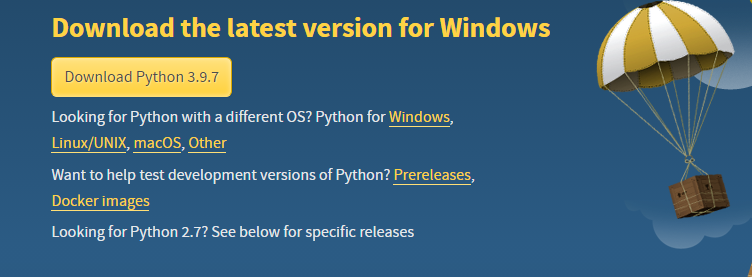 Download the latest version for Windows
Download Python 3.9.7
Looking for Python with a different OS? Python for Windows,
Linux/UNIX, macOS, Other
Want to help test development versions of Python? Prereleases,
Docker images
Looking for Python 2.7? See below for specific releases